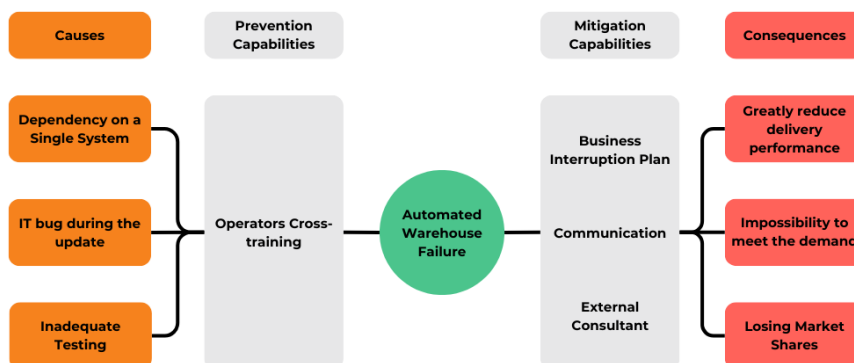 Causes
Prevention
Capabilities
Mitigation
Capabilities
Consequences
Dependency on a
Single System
IT bug during the
update
Inadequate
Testing
Operators Cross-
training
Automated
Warehouse
Failure
Business
Interruption Plan
Communication
External
Consultant
Greatly reduce
delivery
performance
Impossibility to
meet the demand
Losing Market
Shares